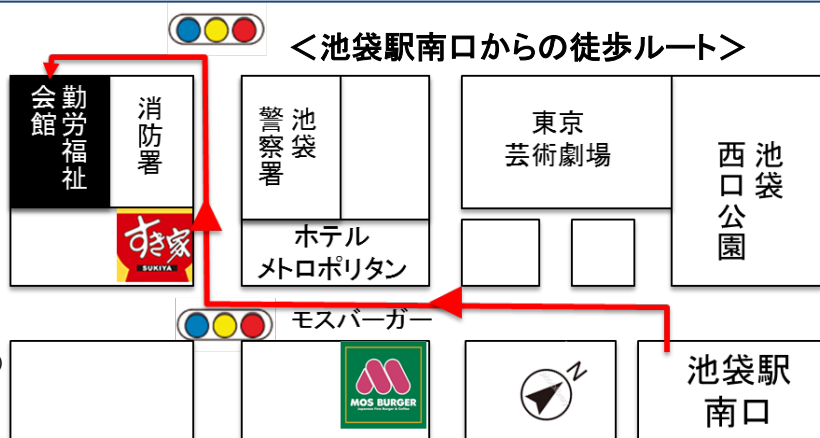 ＜池袋駅南口からの徒歩ルート＞
勤労福祉
会館
消防署
池袋
警察署
東京
芸術劇場
池袋
西口公園
すき家
SUKIYA
ホテル
メトロポリタン
モスバーガー
MOS BURGER
N
池袋駅
南口